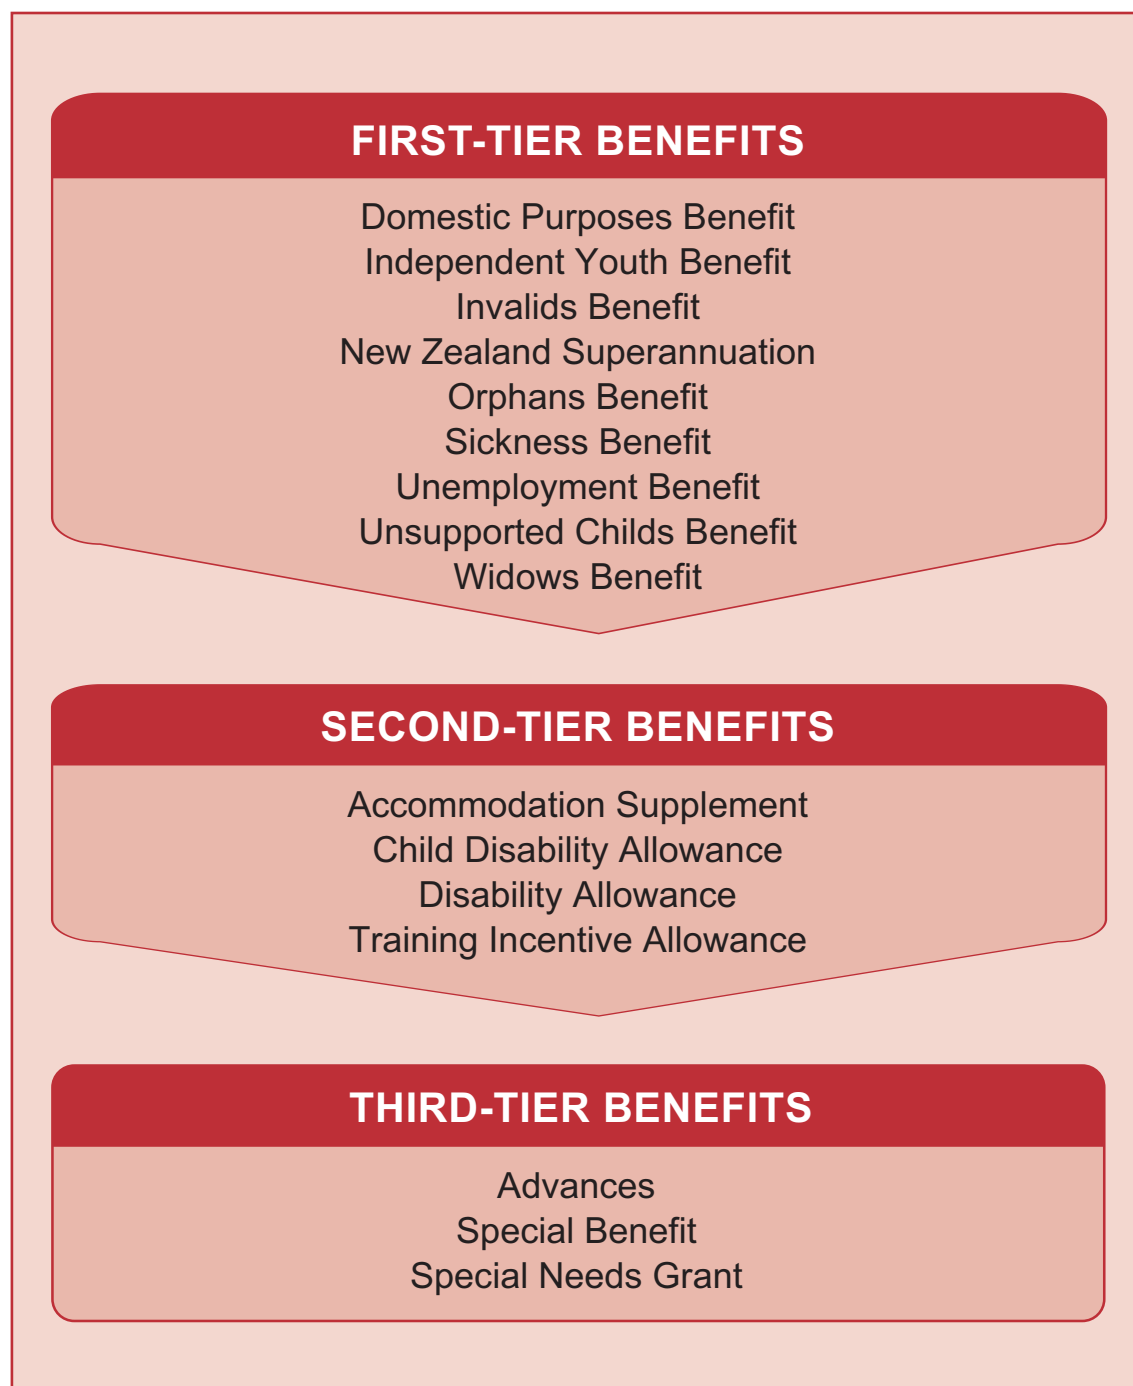 FIRST-TIER BENEFITS
Domestic Purposes Benefit
Independent Youth Benefit
Invalids Benefit
New Zealand Superannuation
Orphans Benefit
Sickness Benefit
Unemployment Benefit
Unsupported Childs Benefit
Widows Benefit
SECOND-TIER BENEFITS
Accommodation Supplement
Child Disability Allowance
Disability Allowance
Training Incentive Allowance
THIRD-TIER BENEFITS
Advances
Special Benefit
Special Needs Grant